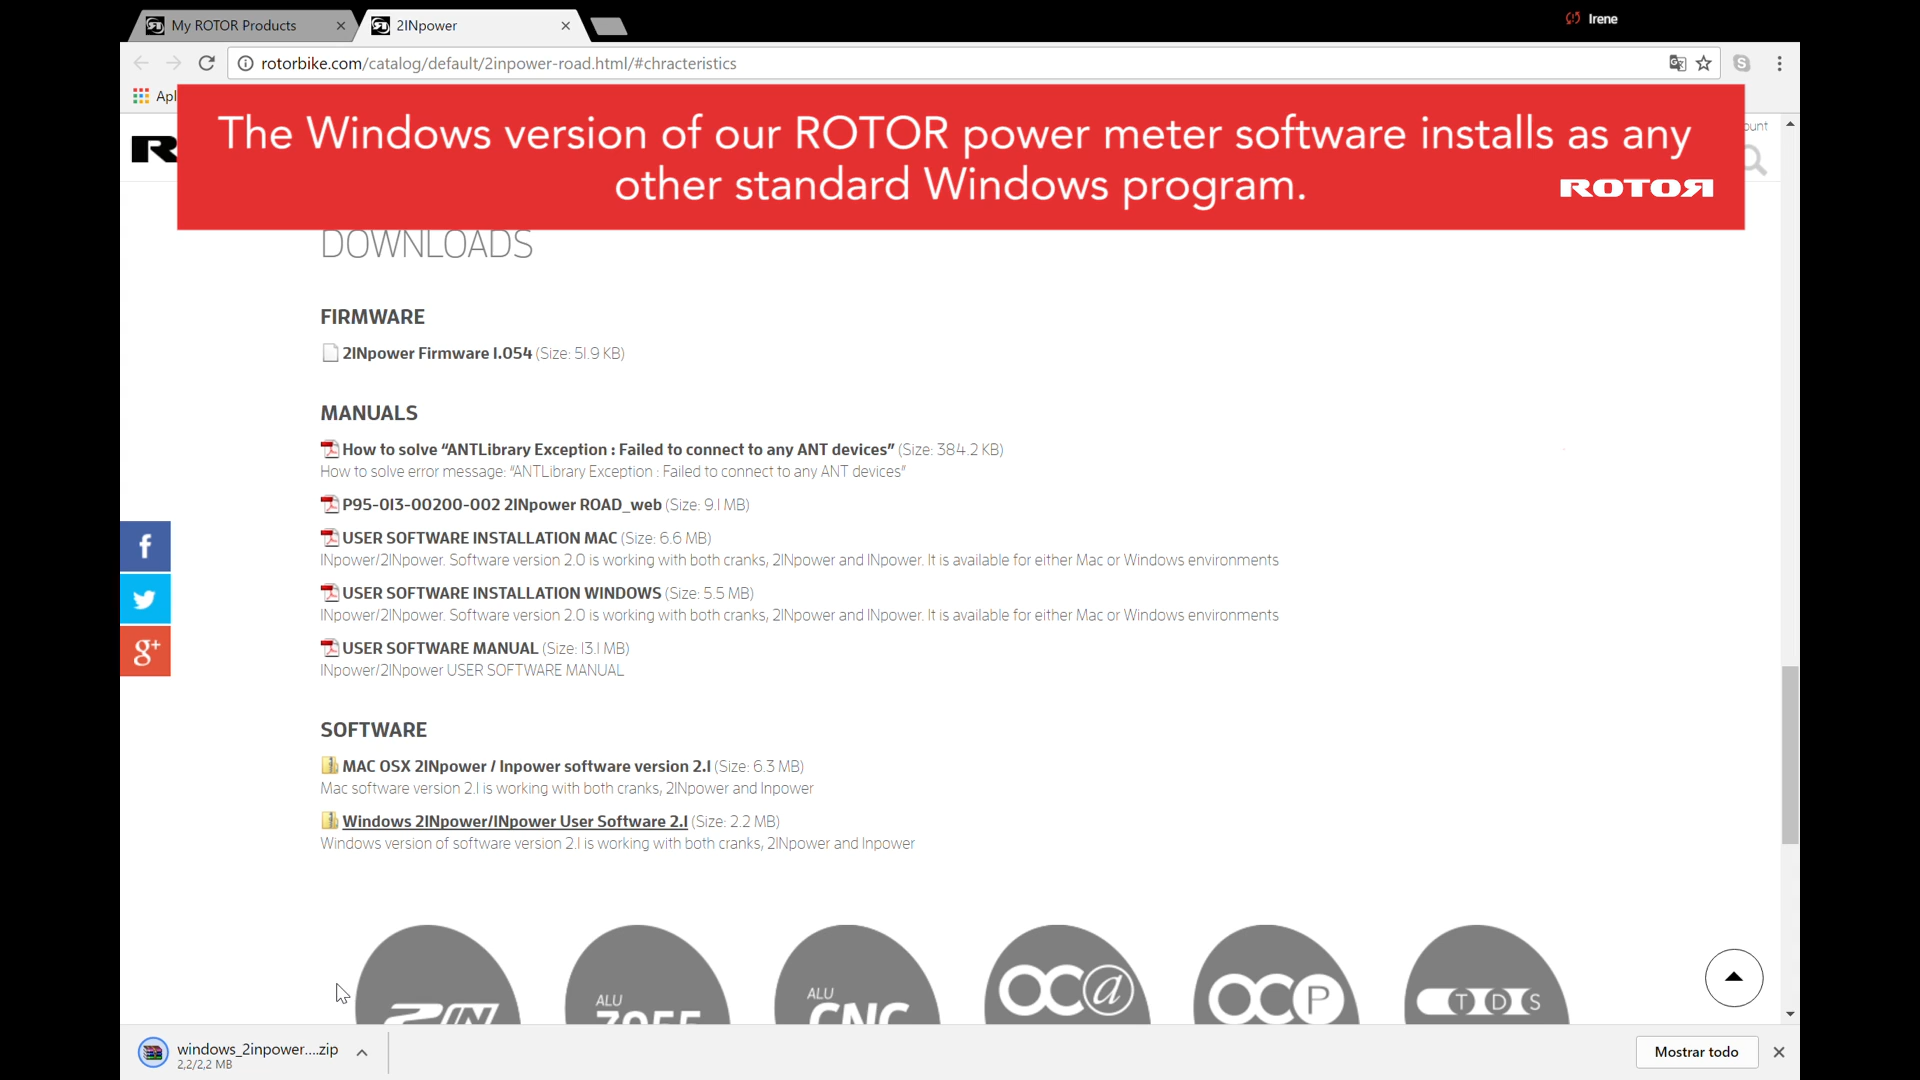 My ROTOR Products
2INpower
Irene
rotorbike.com/catalog/default/2inpower-road.html/#chracteristics
Apl
The Windows version of our ROTOR power meter software installs as any
other standard Windows program.
ROTOR
R
ount
DOWNLOADS
FIRMWARE
2INpower Firmware 1.054 (Size: 51.9 KB)
MANUALS
How to solve “ANTLibrary Exception : Failed to connect to any ANT devices” (Size: 384.2 KB)
How to solve error message: “ANTLibrary Exception : Failed to connect to any ANT devices”
P95-013-00200-002 2INpower ROAD_web (Size: 9.1 MB)
USER SOFTWARE INSTALLATION MAC (Size: 6.6 MB)
INpower/2INpower. Software version 2.0 is working with both cranks, 2INpower and INpower. It is available for either Mac or Windows environments
USER SOFTWARE INSTALLATION WINDOWS (Size: 5.5 MB)
INpower/2INpower. Software version 2.0 is working with both cranks, 2INpower and INpower. It is available for either Mac or Windows environments
f
g+
USER SOFTWARE MANUAL (Size: 13.1 MB)
INpower/2INpower USER SOFTWARE MANUAL
SOFTWARE
MAC OSX 2INpower / Inpower software version 2.1 (Size: 6.3 MB)
Mac software version 2.1 is working with both cranks, 2INpower and Inpower
Windows 2INpower/INpower User Software 2.1 (Size: 2.2 MB)
Windows version of software version 2.1 is working with both cranks, 2INpower and Inpower
2IN
ALU
ALU
CNC
OC@
OCP
TDS
windows_2inpower....zip
2,2/2,2 MB
Mostrar todo